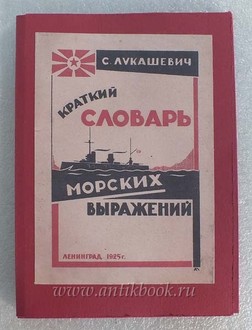 С. ЛУКАШЕВИЧ
КРАТКИЙ
СЛОВАРЬ
МОРСКИХ
ВЫРАЖЕНИЙ
ЛЕНИНГРАД 1925 г.
www.antikbook.ru